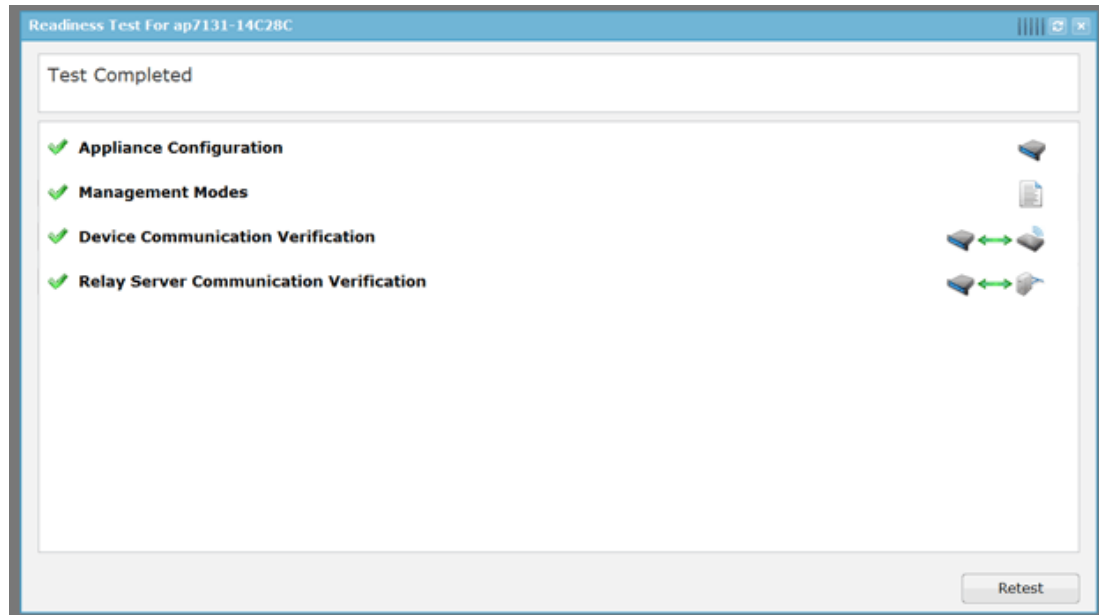 Readiness Test For ap7131-14C28C
Test Completed
Appliance Configuration
Management Modes
Device Communication Verification
Relay Server Communication Verification
Retest